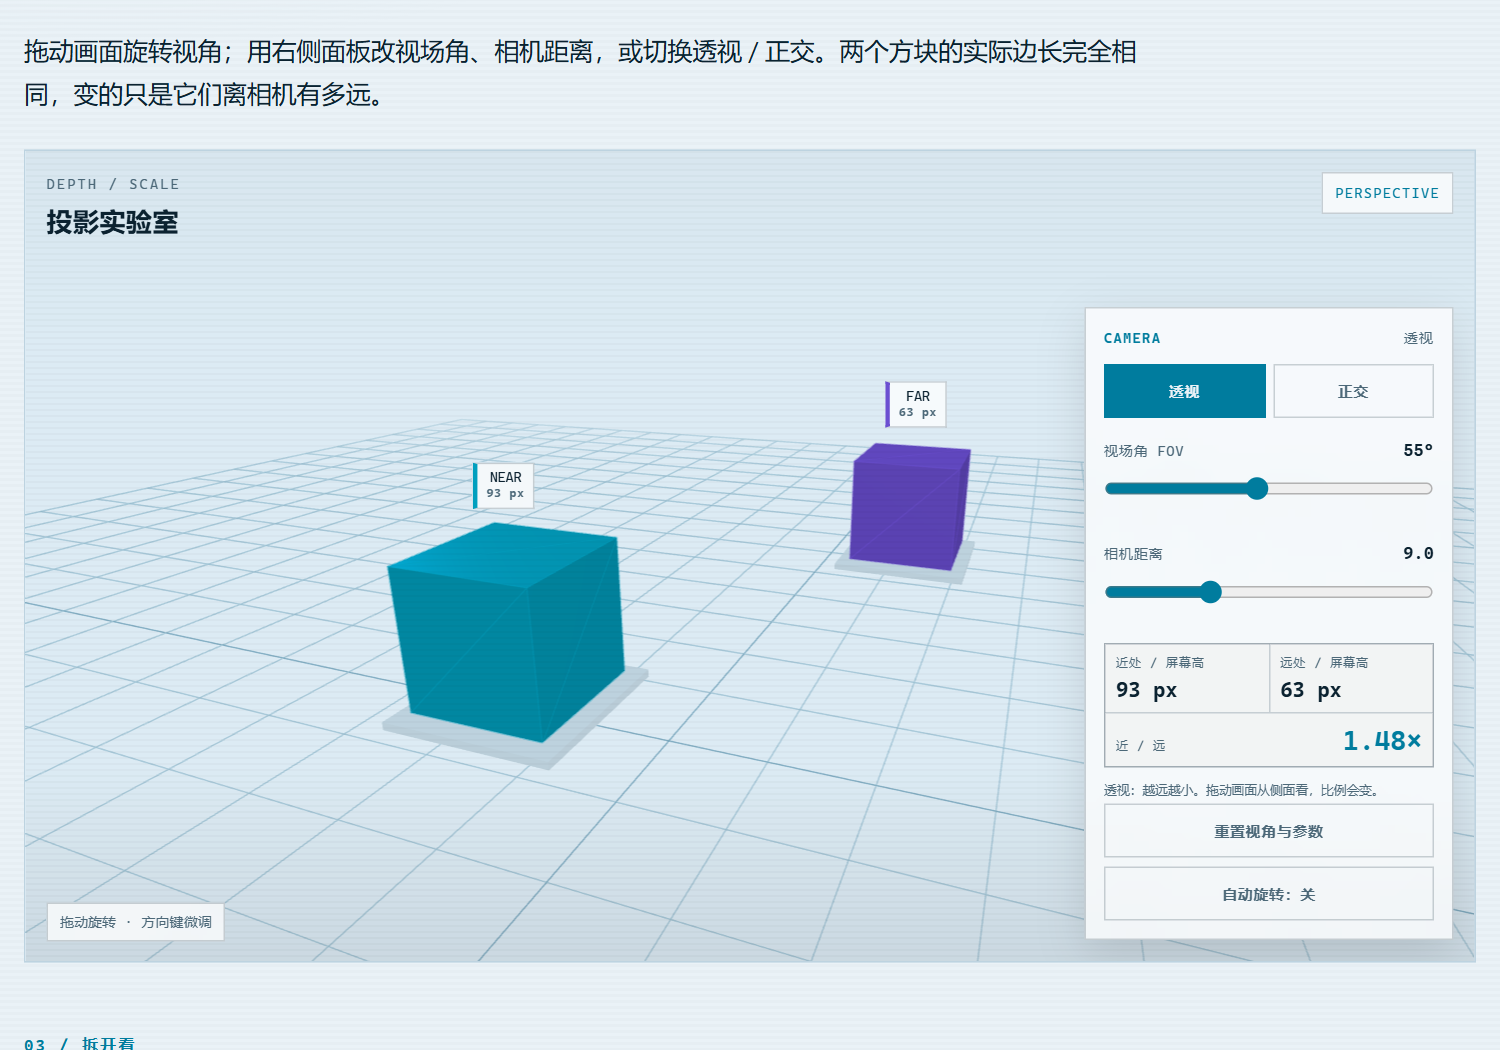 拖动画面旋转视角；用右侧面板改视场角、相机距离，或切换透视 / 正交。两个方块的实际边长完全相
同，变的只是它们离相机有多远。
DEPTH / SCALE
投影实验室
PERSPECTIVE
CAMERA
透视
透视
正交
视场角 FOV
55°
相机距离
9.0
近处 / 屏幕高
93 px
远处 / 屏幕高
63 px
近 / 远
1.48×
透视：越远越小。拖动画面从侧面看，比例会变。
重置视角与参数
自动旋转：关
FAR
63 px
NEAR
93 px
拖动旋转 · 方向键微调
03 / 拆开看